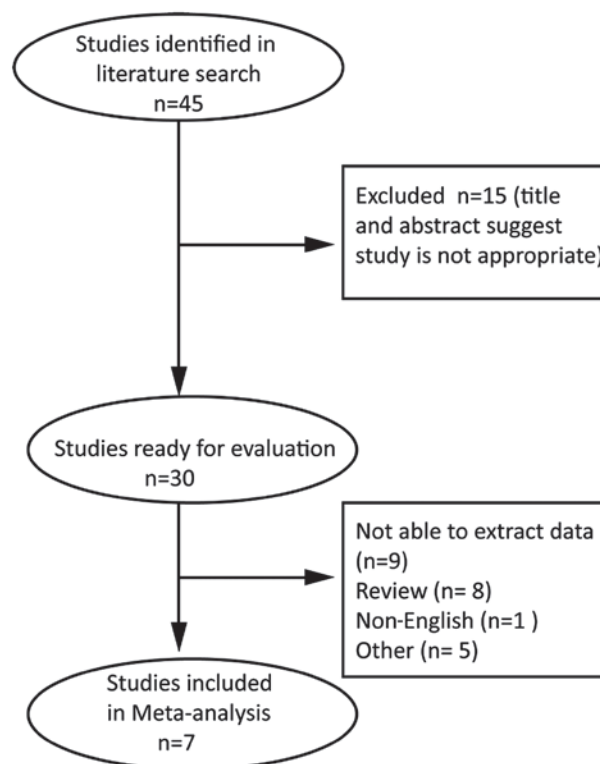 Studies identified in
literature search
n=45
Excluded n=15 (title
and abstract suggest
study is not appropriate)
Studies ready for evaluation
n=30
Not able to extract data
(n=9)
Review (n= 8)
Non-English (n=1 )
Other (n= 5)
Studies included
in Meta-analysis
n=7